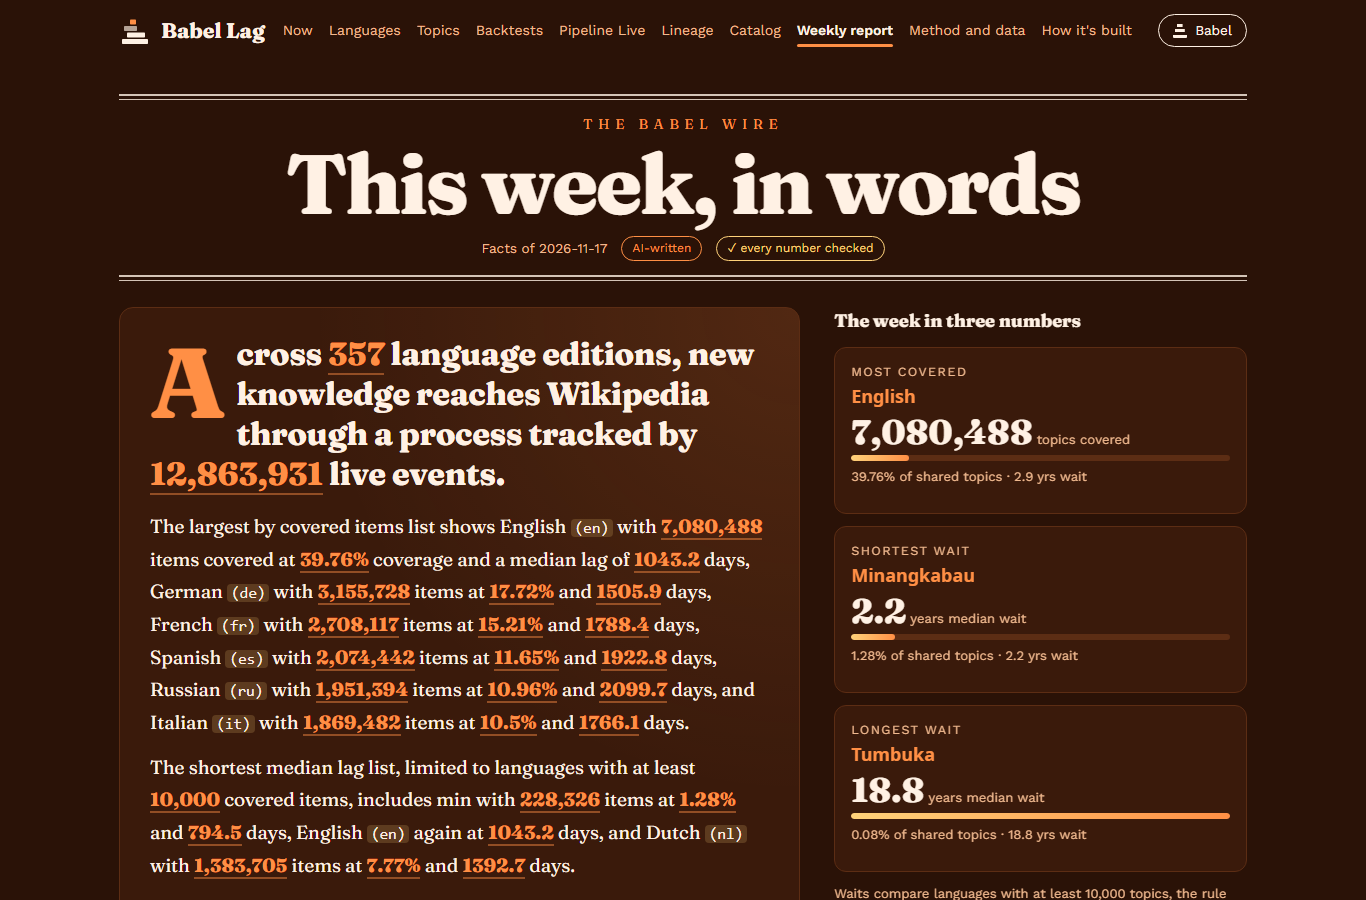 Babel Lag Now Languages Topics Backtests Pipeline Live Lineage Catalog Weekly report Method and data How it's built Babel
THE BABEL WIRE
This week, in words
Facts of 2026-11-17 AI-written ✓ every number checked
Across 357 language editions, new
knowledge reaches Wikipedia
through a process tracked by
12,863,931 live events.
The largest by covered items list shows English (en) with 7,080,488
items covered at 39.76% coverage and a median lag of 1043.2 days,
German (de) with 3,155,728 items at 17.72% and 1505.9 days,
French (fr) with 2,708,117 items at 15.21% and 1788.4 days,
Spanish (es) with 2,074,442 items at 11.65% and 1922.8 days,
Russian (ru) with 1,951,394 items at 10.96% and 2099.7 days, and
Italian (it) with 1,869,482 items at 10.5% and 1766.1 days.
The shortest median lag list, limited to languages with at least
10,000 covered items, includes min with 228,326 items at 1.28%
and 794.5 days, English (en) again at 1043.2 days, and Dutch (nl)
with 1,383,705 items at 7.77% and 1392.7 days.
The week in three numbers
MOST COVERED
English
7,080,488 topics covered
39.76% of shared topics · 2.9 yrs wait
SHORTEST WAIT
Minangkabau
2.2 years median wait
1.28% of shared topics · 2.2 yrs wait
LONGEST WAIT
Tumbuka
18.8 years median wait
0.08% of shared topics · 18.8 yrs wait
Waits compare languages with at least 10,000 topics, the rule